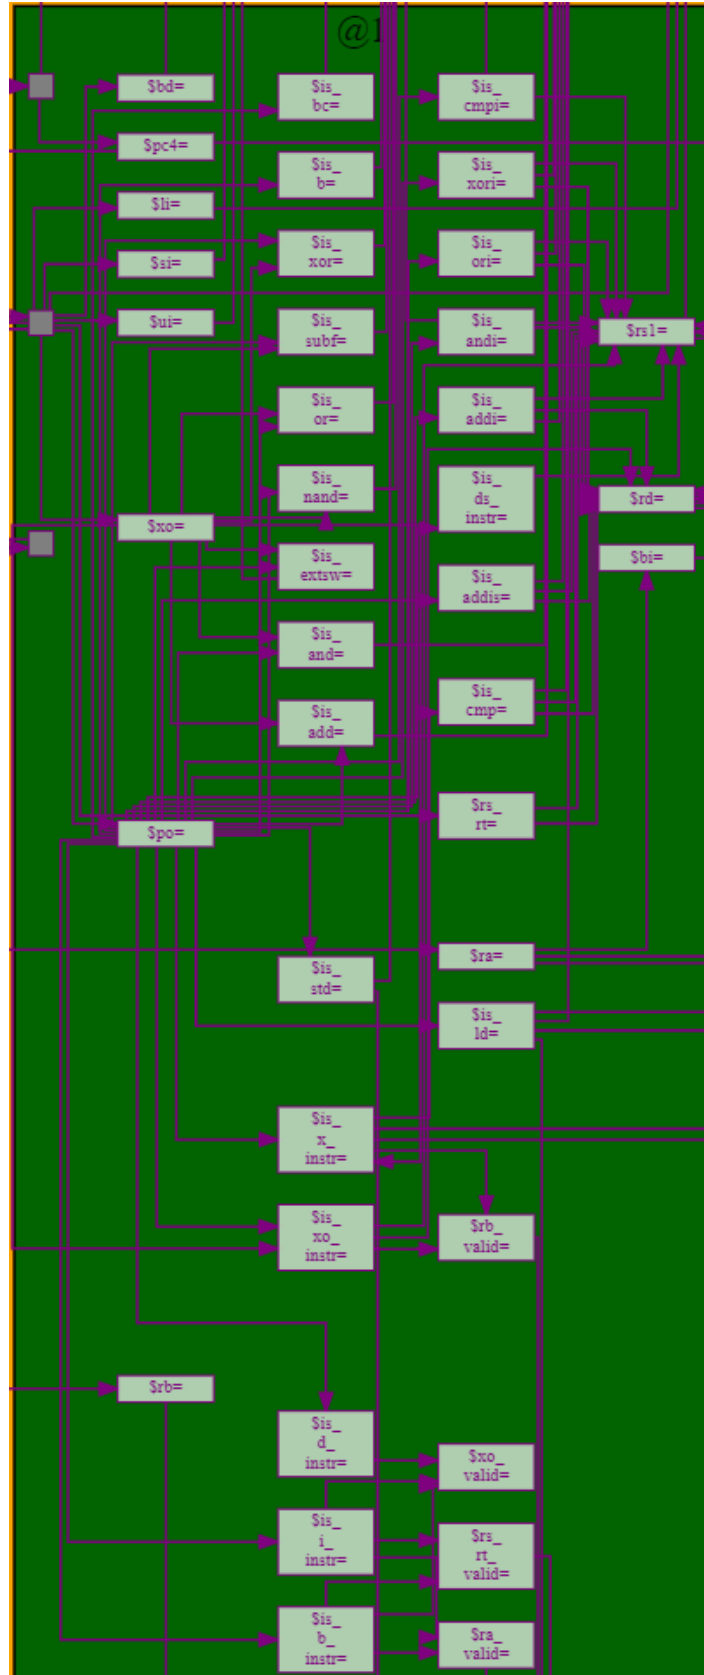 @1
$bd=
$pc4=
$li=
$si=
$ui=
$xo=
$po=
$rb=
$is_
bc=
$is_
b=
$is_
xor=
$is_
subf=
$is_
or=
$is_
nand=
$is_
extsw=
$is_
and=
$is_
add=
$is_
std=
$is_
x_
instr=
$is_
xo_
instr=
$is_
d_
instr=
$is_
i_
instr=
$is_
b_
instr=
$is_
cmpi=
$is_
xori=
$is_
ori=
$is_
andi=
$is_
addi=
$is_
ds_
instr=
$is_
addis=
$is_
cmp=
$rs_
rt=
$ra=
$is_
ld=
$rb_
valid=
$xo_
valid=
$rs_
rt_
valid=
$ra_
valid=
$rs1=
$rd=
$bi=